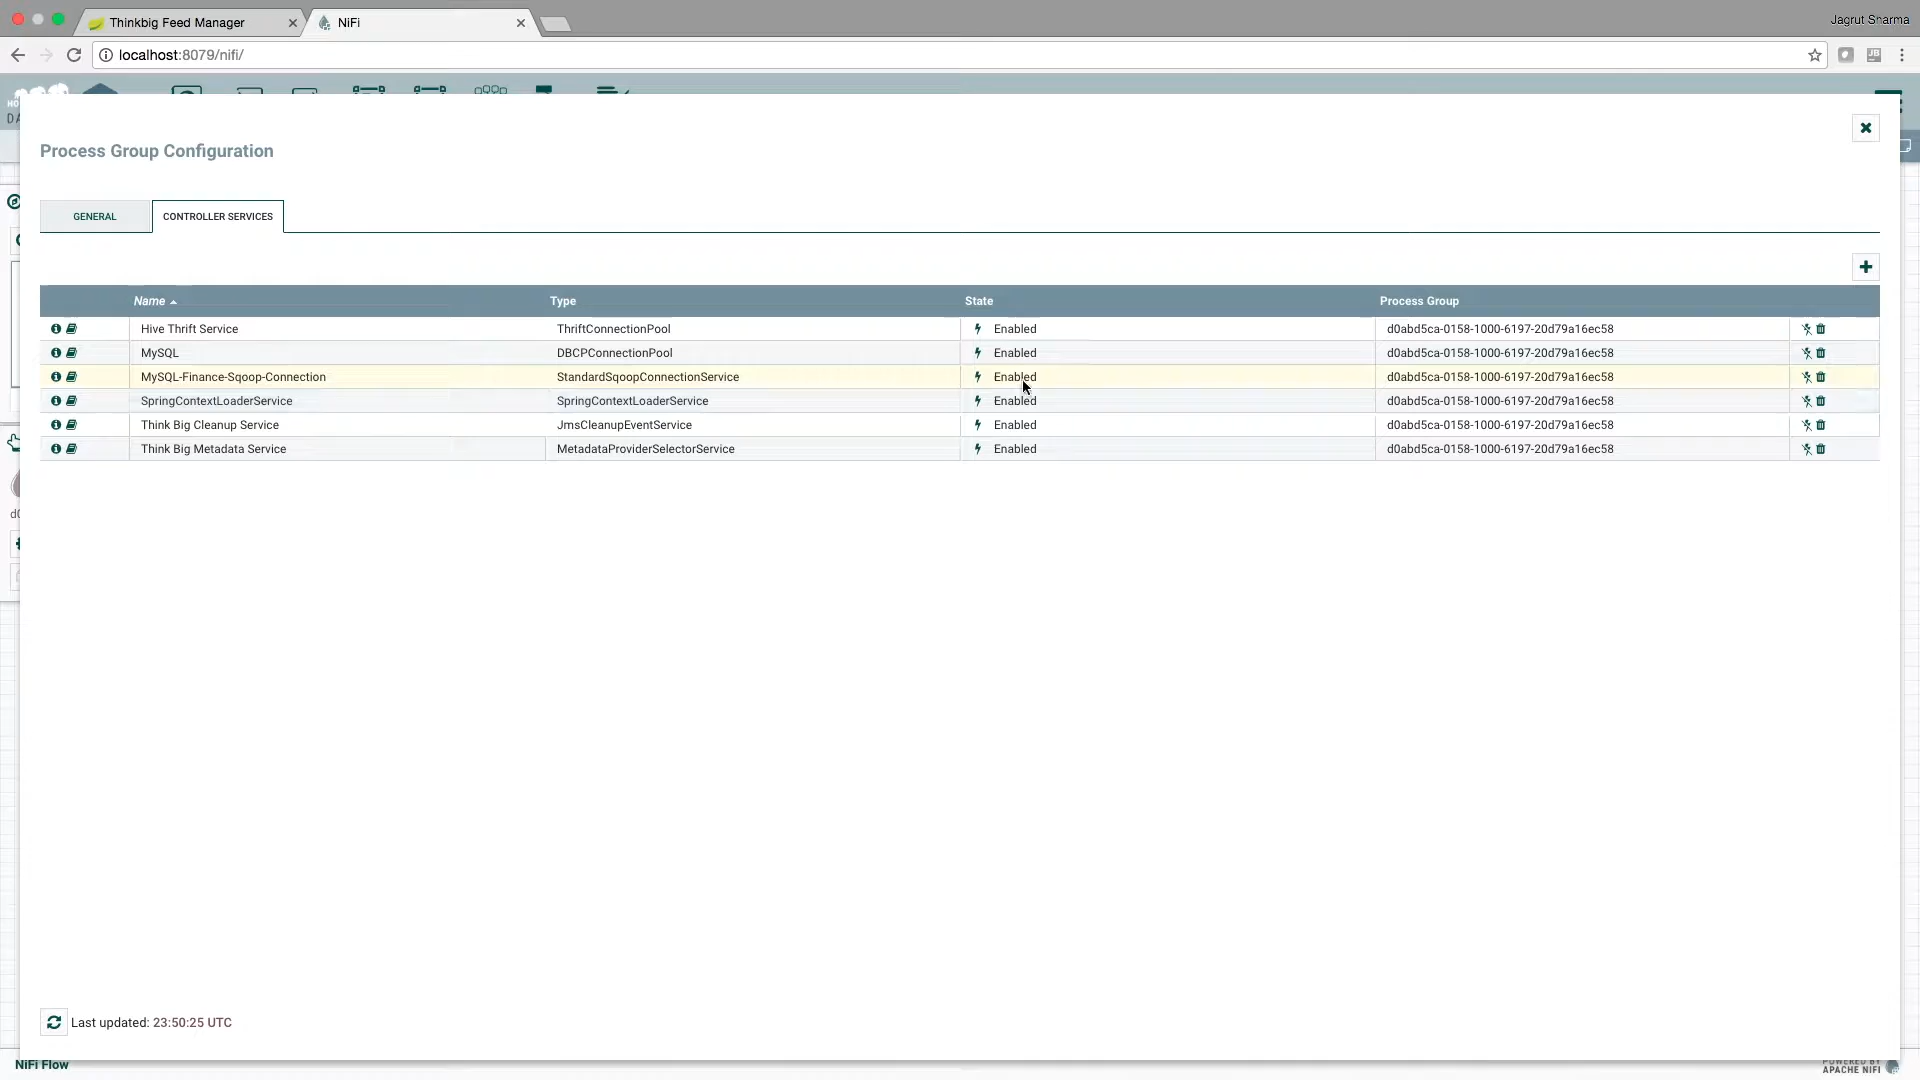 Thinkbig Feed Manager
NiFi
Jagrut Sharma
localhost:8079/nifi/
Process Group Configuration
GENERAL
CONTROLLER SERVICES
Name Type State Process Group
Hive Thrift Service ThriftConnectionPool Enabled d0abd5ca-0158-1000-6197-20d79a16ec58
MySQL DBCPConnectionPool Enabled d0abd5ca-0158-1000-6197-20d79a16ec58
MySQL-Finance-Sqoop-Connection StandardSqoopConnectionService Enabled d0abd5ca-0158-1000-6197-20d79a16ec58
SpringContextLoaderService SpringContextLoaderService Enabled d0abd5ca-0158-1000-6197-20d79a16ec58
Think Big Cleanup Service JmsCleanupEventService Enabled d0abd5ca-0158-1000-6197-20d79a16ec58
Think Big Metadata Service MetadataProviderSelectorService Enabled d0abd5ca-0158-1000-6197-20d79a16ec58
Last updated: 23:50:25 UTC
NiFi Flow
POWERED BY
APACHE NIFI